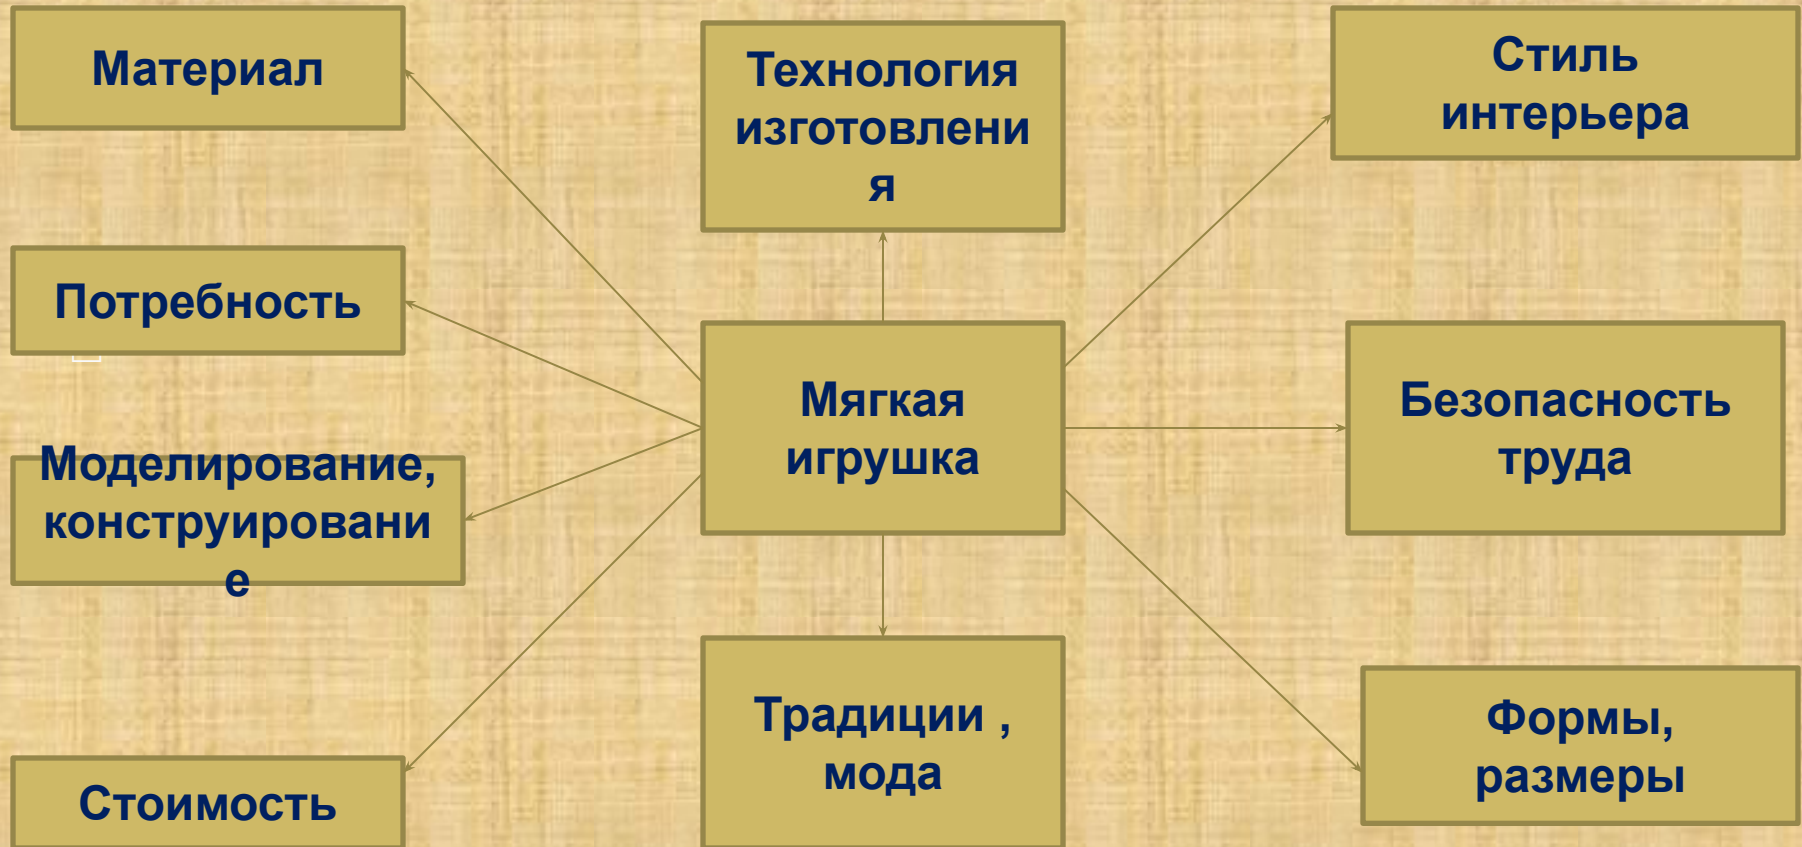 Материал
Технология
изготовлени
я
Стиль
интерьера
Потребность
Мягкая
игрушка
Безопасность
труда
Моделирование,
конструировани
е
Традиции ,
мода
Формы,
размеры
Стоимость